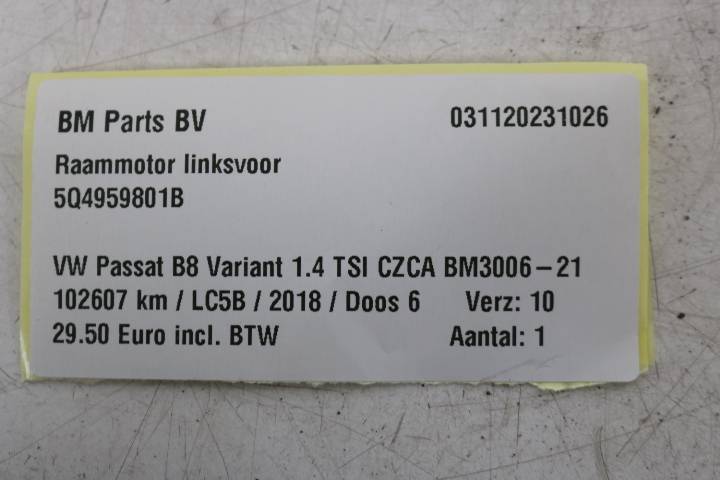 BM Parts BV 031120231026
Raammotor linksvoor
5Q4959801B
VW Passat B8 Variant 1.4 TSI CZCA BM3006-21
102607 km / LC5B / 2018 / Doos 6 Verz: 10
29.50 Euro incl. BTW Aantal: 1